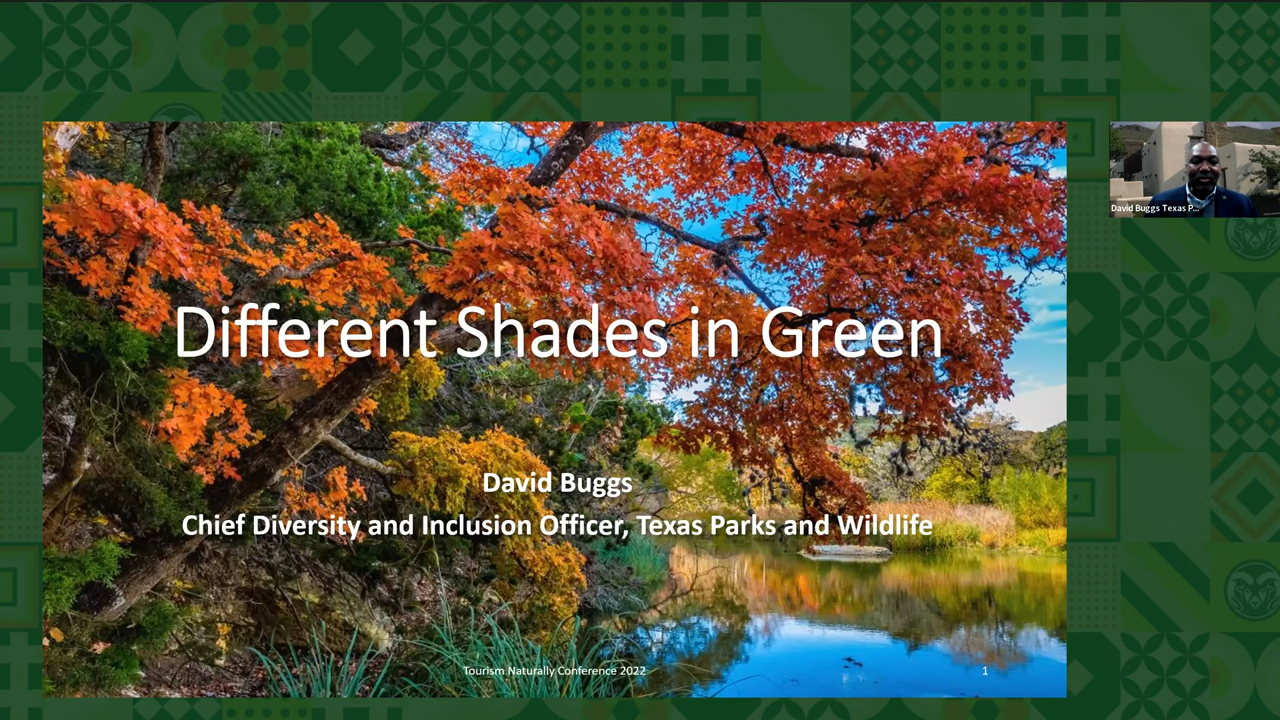 Different Shades in Green
David Buggs
Chief Diversity and Inclusion Officer, Texas Parks and Wildlife
Tourism Naturally Conference 2022
1
David Buggs Texas P...